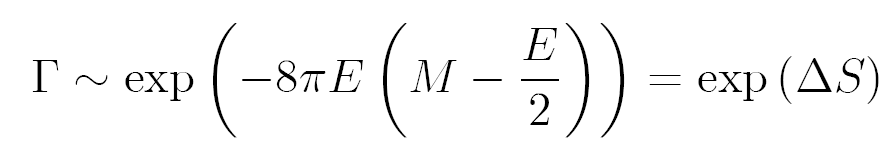 Γ ∼ exp (−8πE (M − E/2)) = exp (ΔS)